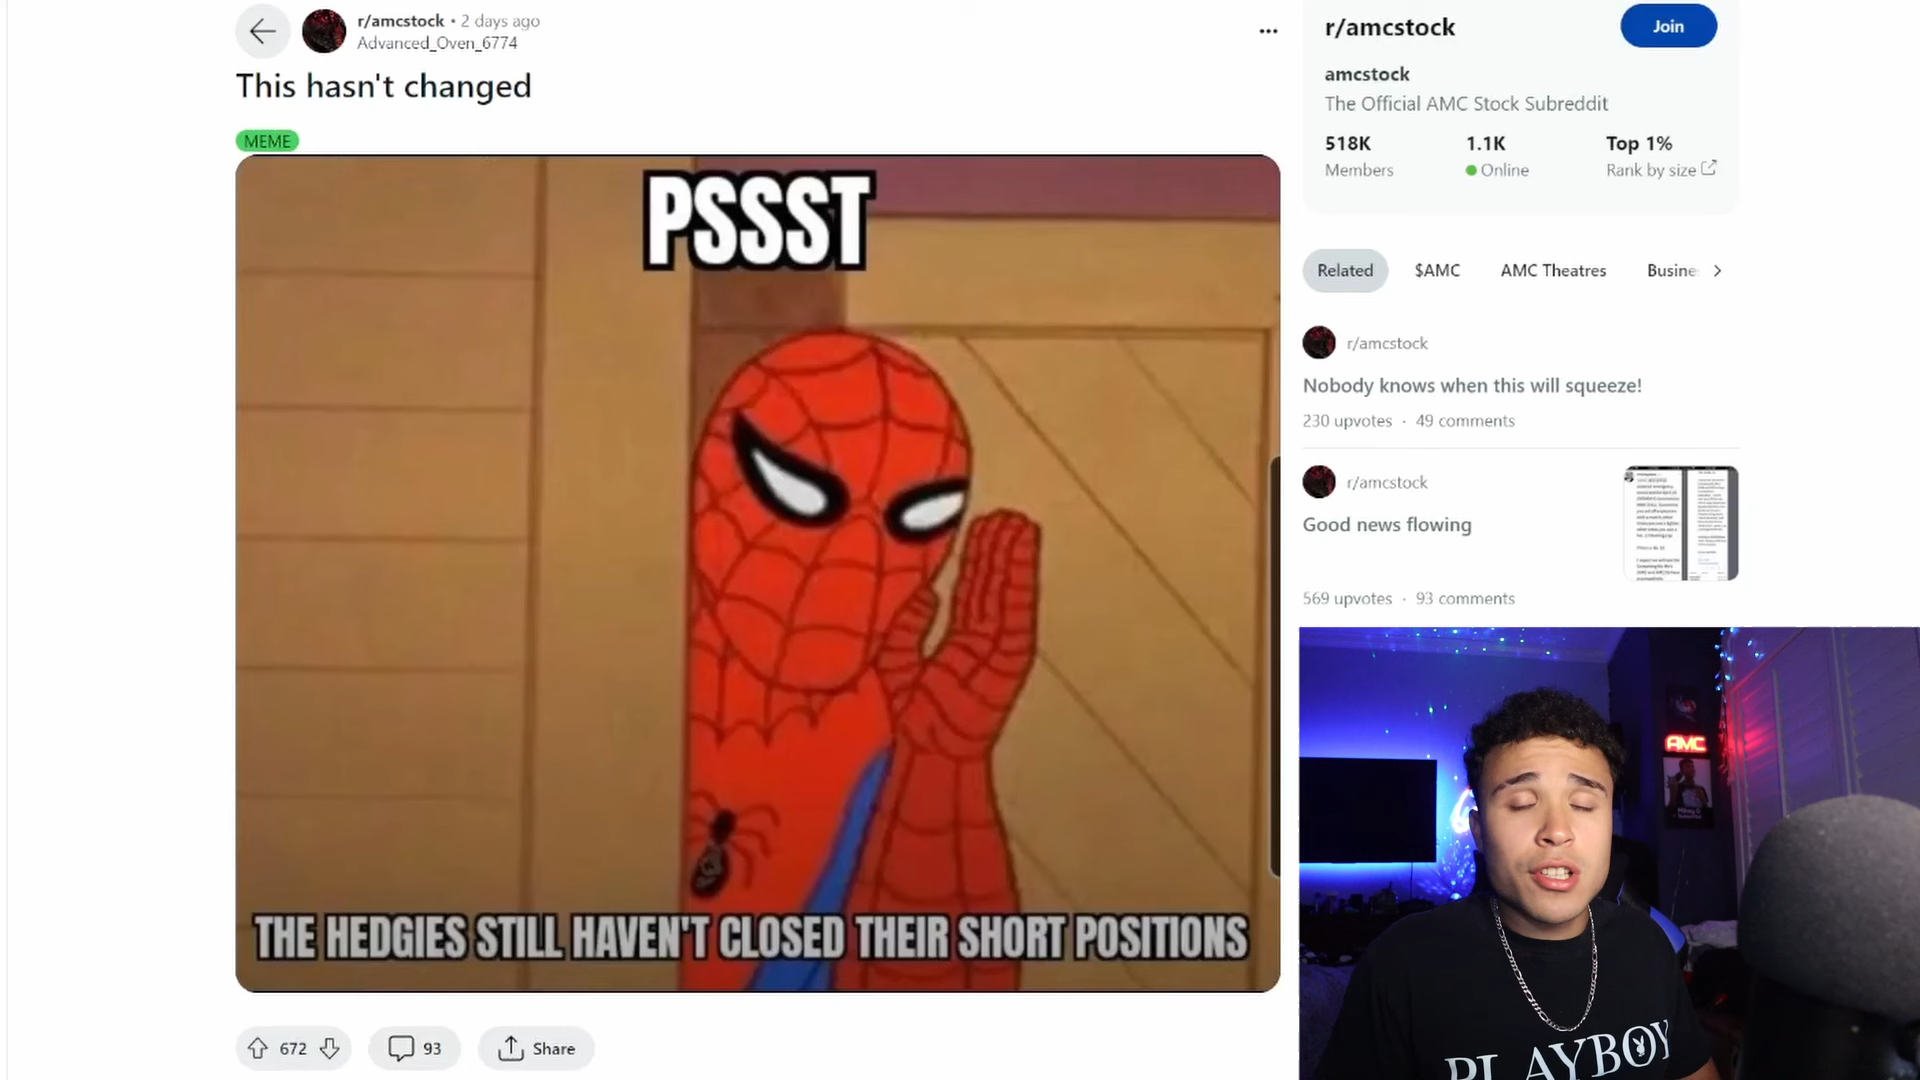 r/amcstock • 2 days ago
Advanced_Oven_6774
This hasn't changed
MEME
PSSST
THE HEDGIES STILL HAVEN'T CLOSED THEIR SHORT POSITIONS
672
93
Share
r/amcstock
Join
amcstock
The Official AMC Stock Subreddit
518K 1.1K Top 1%
Members Online Rank by size
Related $AMC AMC Theatres Busine
r/amcstock
Nobody knows when this will squeeze!
230 upvotes · 49 comments
r/amcstock
Good news flowing
569 upvotes · 93 comments
AMC
PLAYBOY